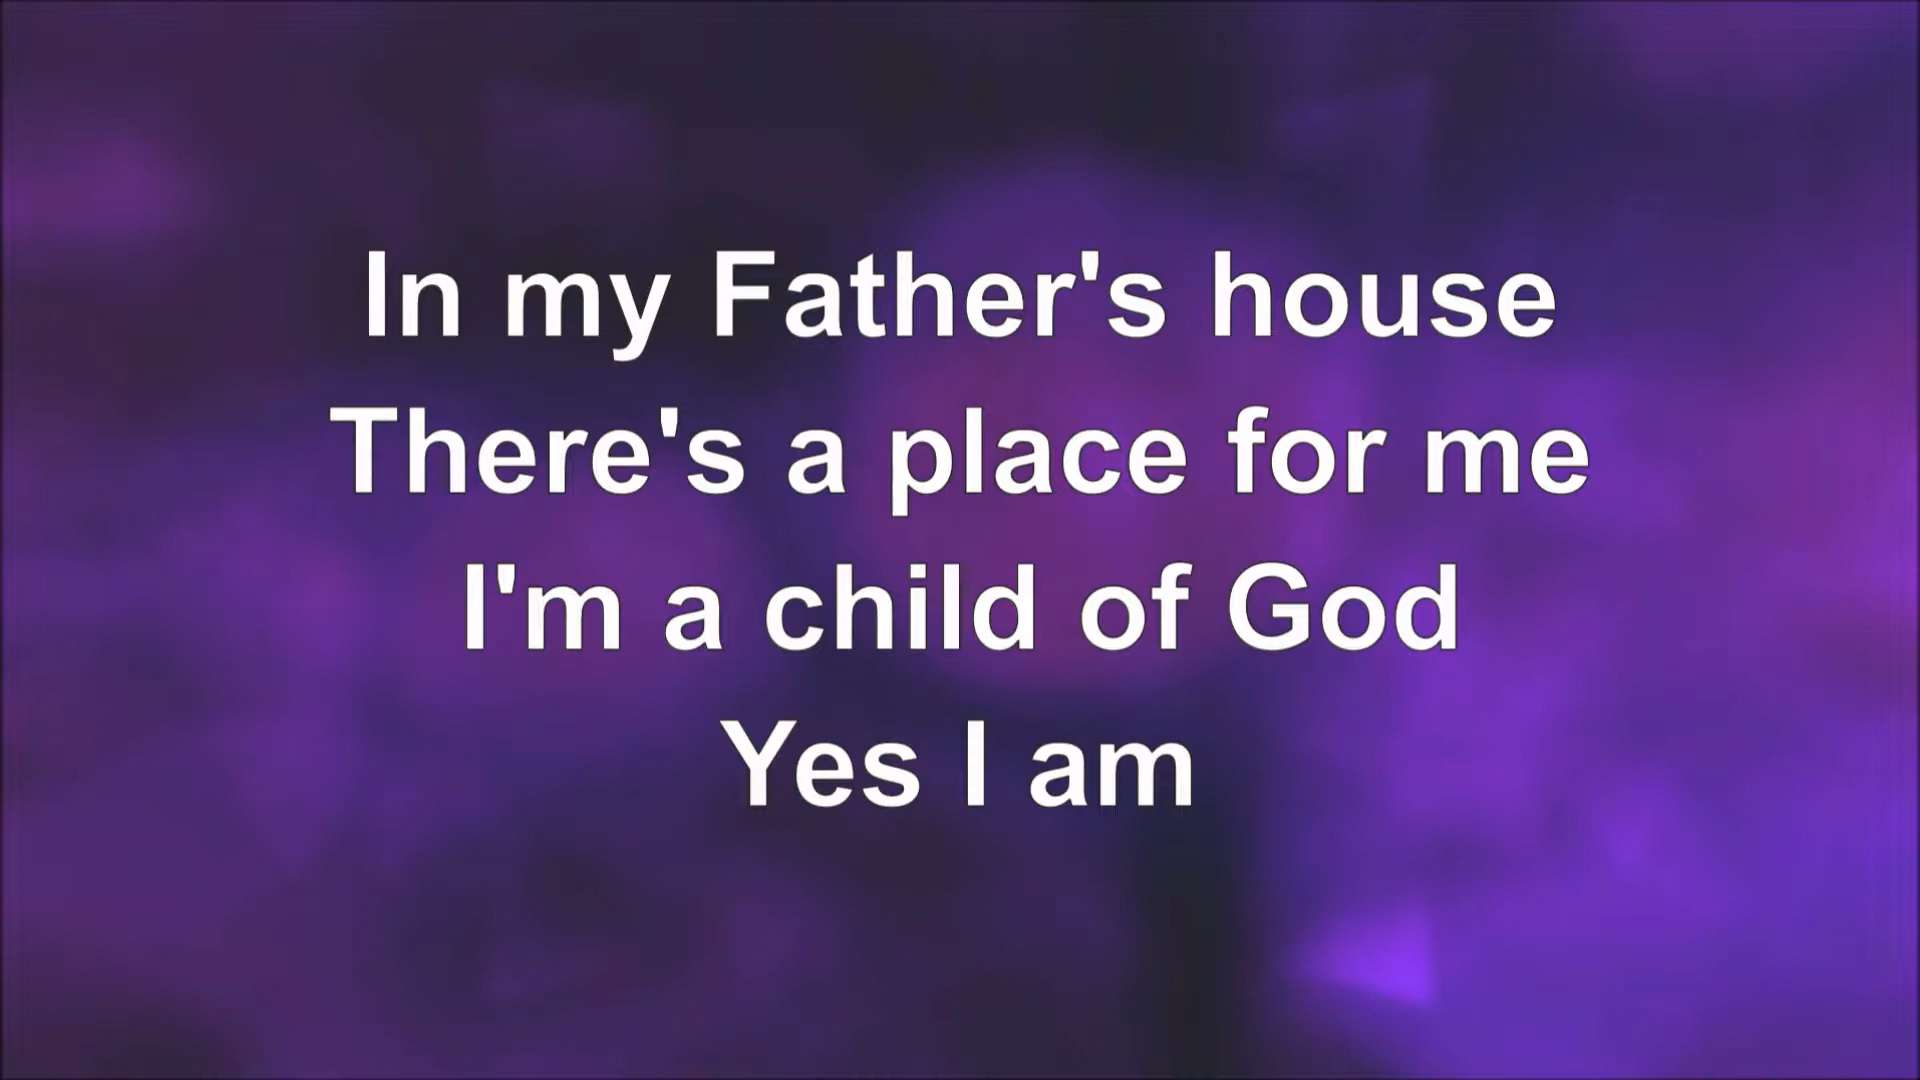 In my Father's house
There's a place for me
I'm a child of God
Yes I am